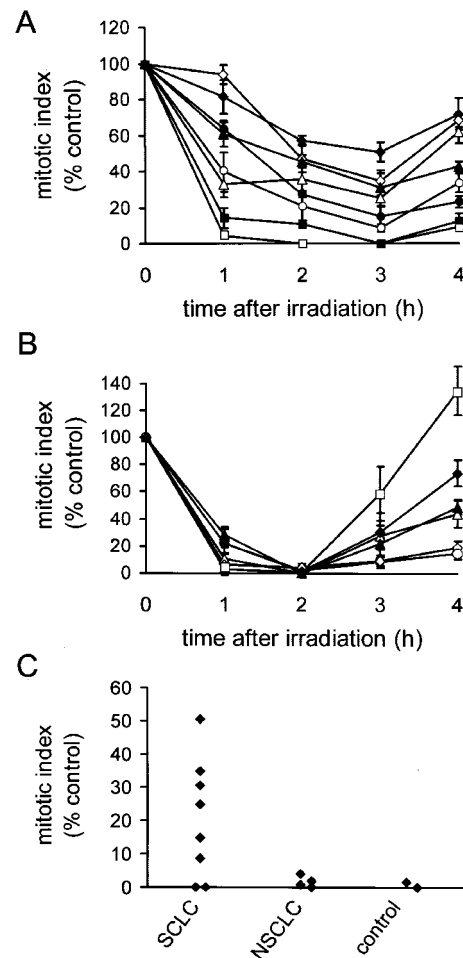 A
120
100
80
60
40
20
0
mitotic index
(% control)
0 1 2 3 4
time after irradiation (h)
B
140
120
100
80
60
40
20
0
mitotic index
(% control)
0 1 2 3 4
time after irradiation (h)
C
60
50
40
30
20
10
0
mitotic index
(% control)
SCLC
NSCLC
control